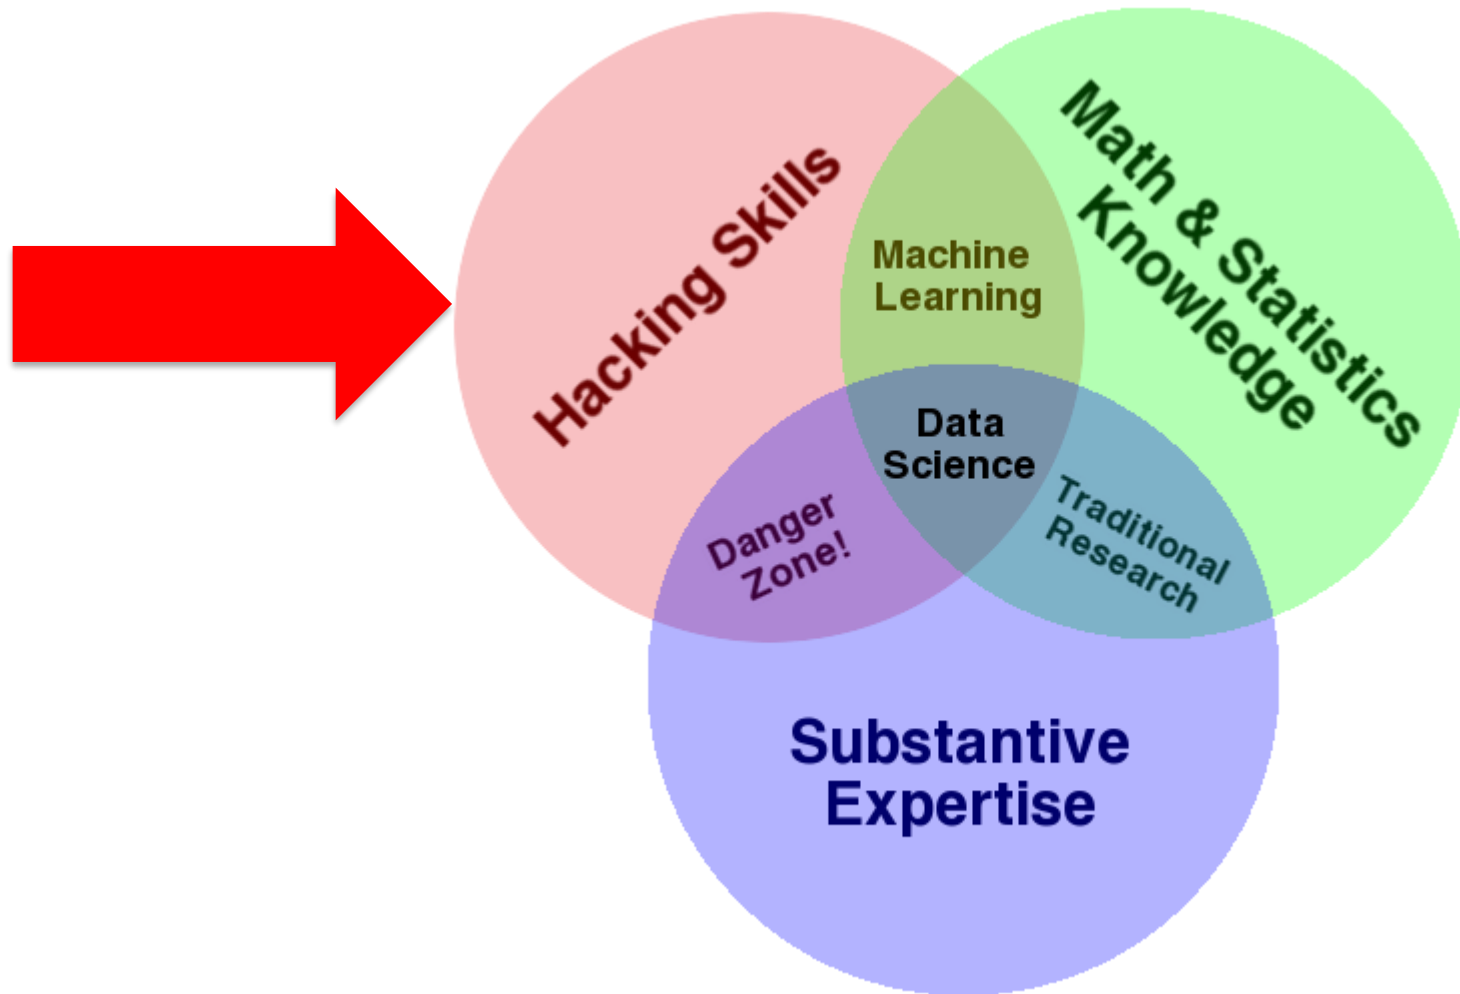 Hacking Skills
Math & Statistics
Knowledge
Machine
Learning
Data
Science
Danger
Zone!
Traditional
Research
Substantive
Expertise